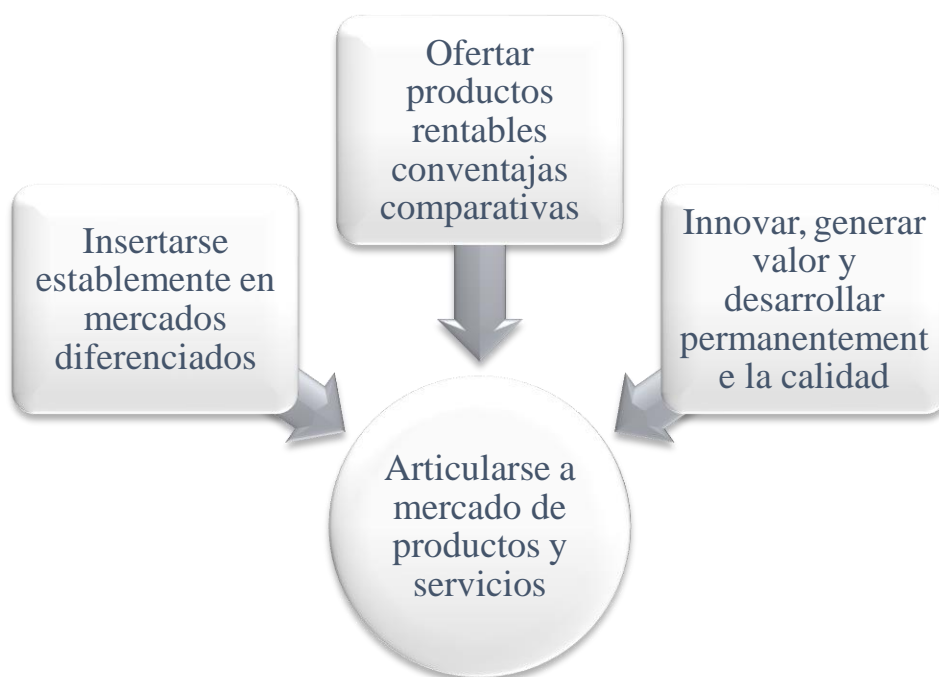 Ofertar
productos
rentables
conventajas
comparativas
Insertarse
establemente en
mercados
diferenciados
Innovar, generar
valor y
desarrollar
permanentement
e la calidad
Articularse a
mercado de
productos y
servicios